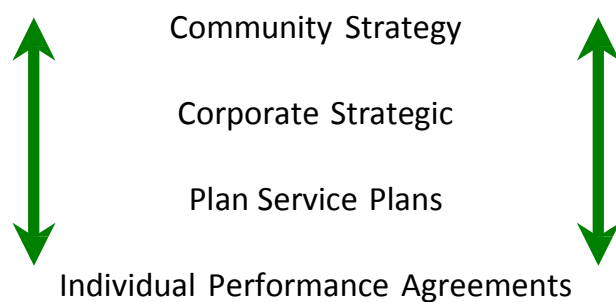 Community Strategy
Corporate Strategic
Plan Service Plans
Individual Performance Agreements